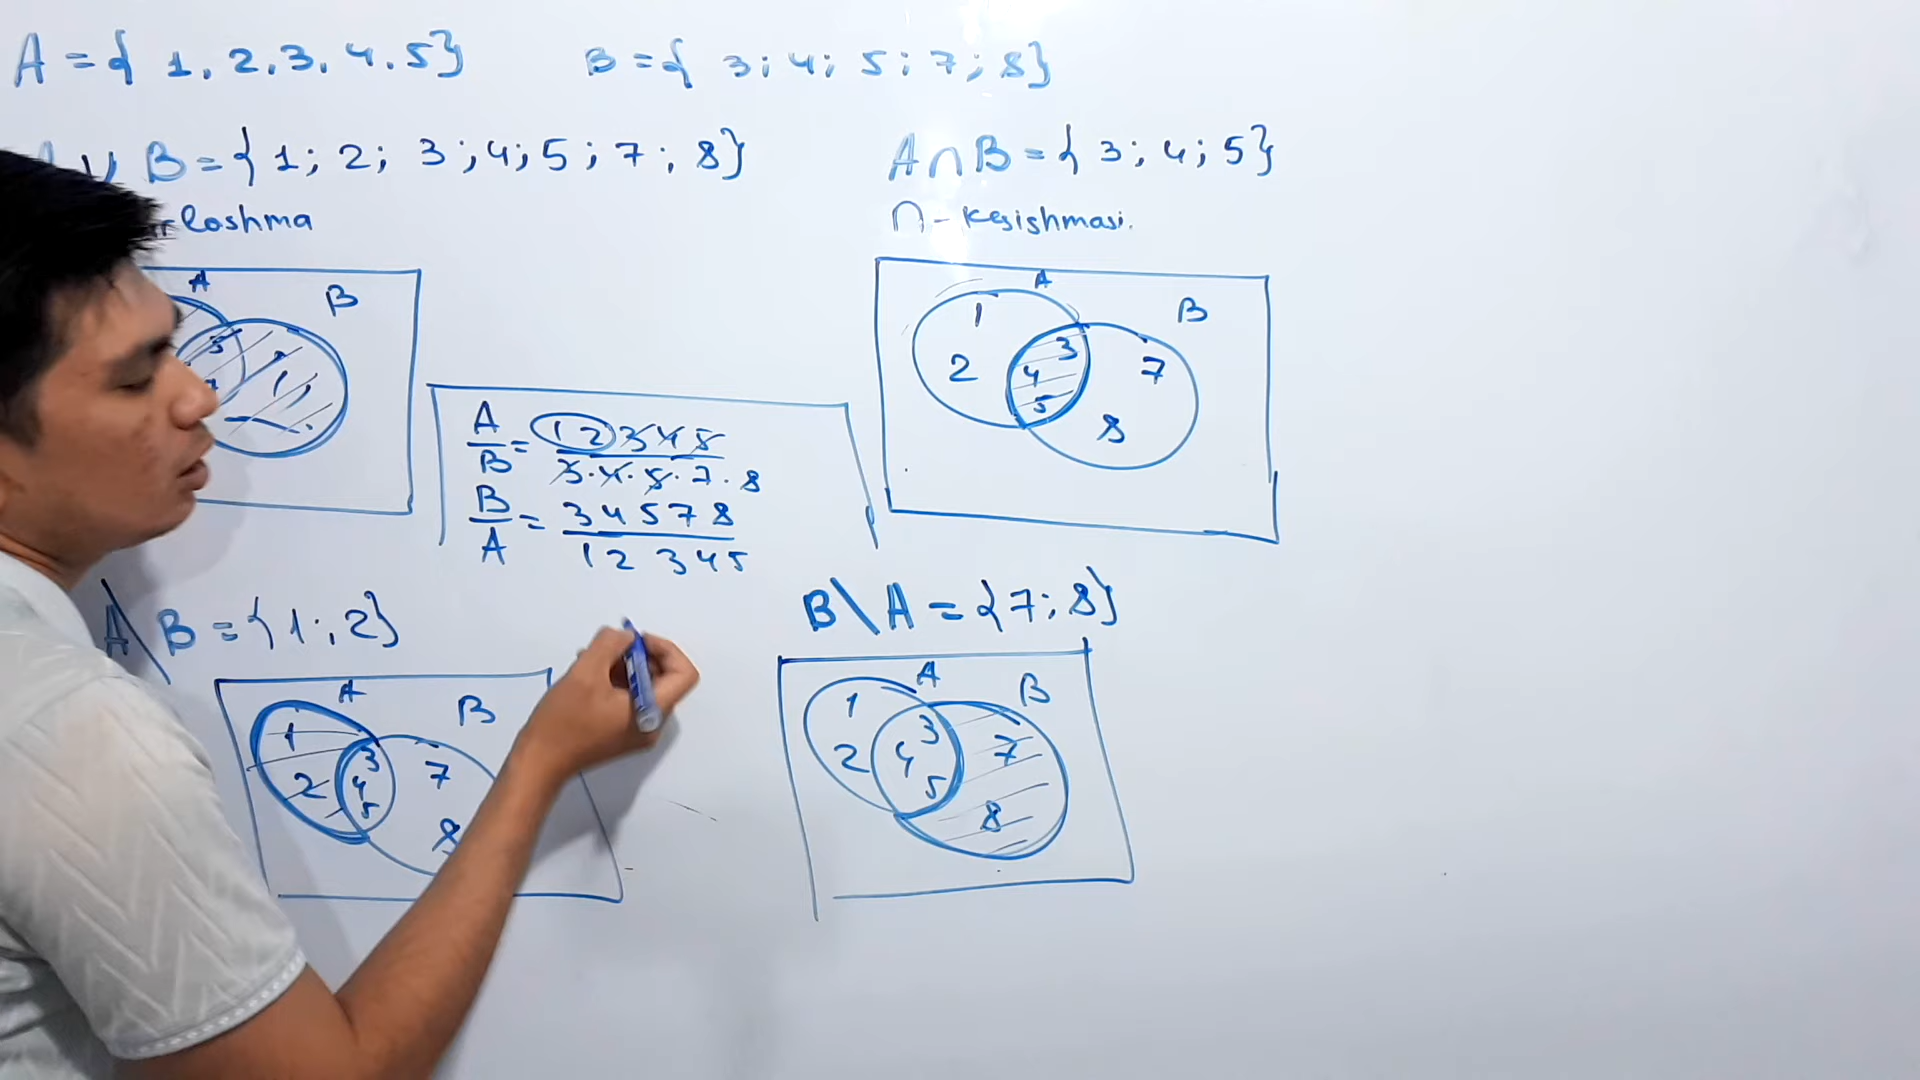 A = { 1, 2, 3, 4, 5}
B = { 3; 4; 5; 7; 8}
∪ B = {1; 2; 3; 4; 5; 7; 8}
A∩B = { 3; 4; 5}
rlashma
∩ - kesishmasi.
A
B
3
A
B
1
2
3
4
5
7
8
A/B = 1 2 3 4 5 / 3 · 4 · 5 · 7 · 8
B/A = 3 4 5 7 8 / 1 2 3 4 5
A\B = {1; 2}
B\A = {7; 8}
A
B
1
2
3
4
5
7
8
A
B
1
2
3
4
5
7
8